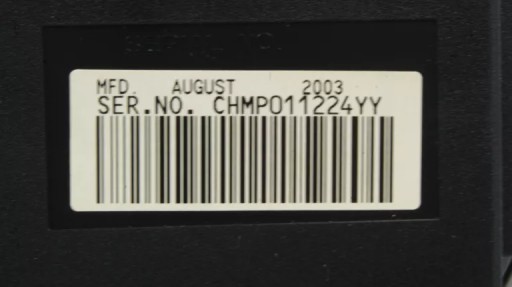 MFD. AUGUST 2003
SER.NO. CHMP011224YY